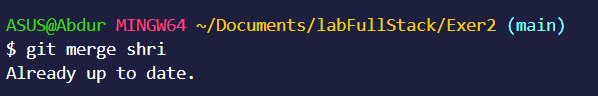 ASUS@Abdur MINGW64 ~/Documents/labFullStack/Exer2 (main)
$ git merge shri
Already up to date.